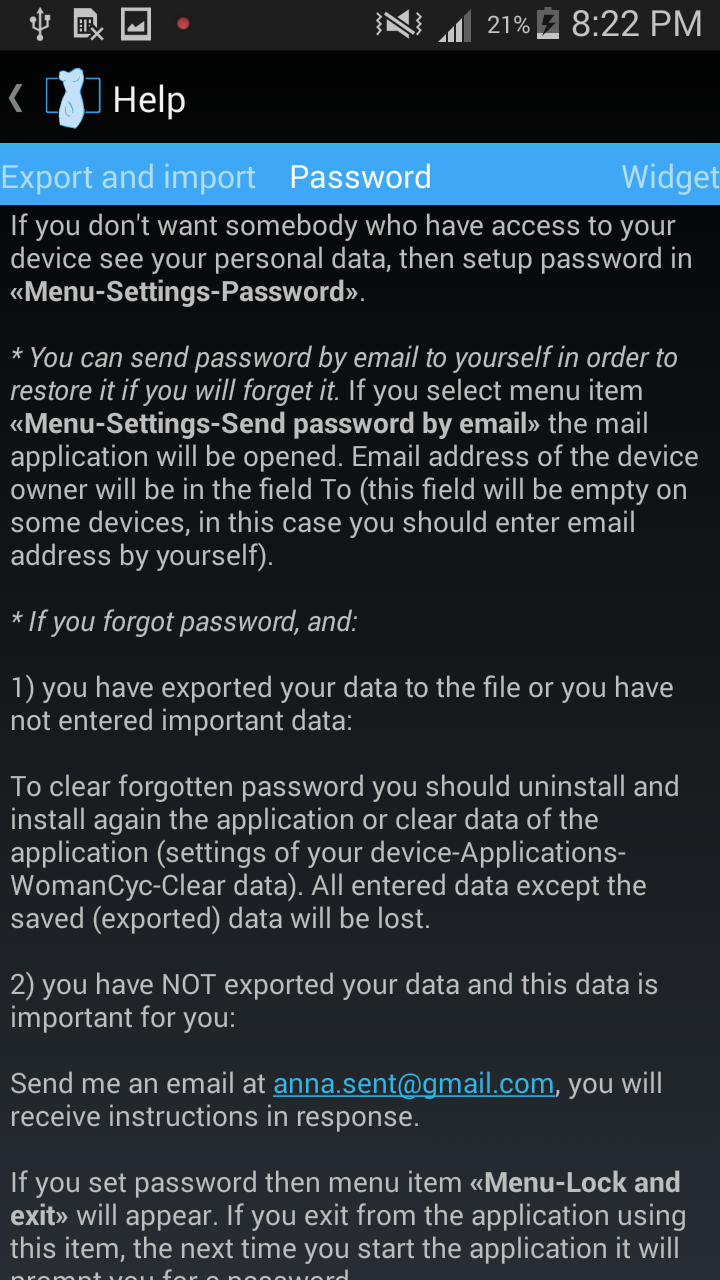 21% 8:22 PM
Help
Export and import Password Widget
If you don't want somebody who have access to your
device see your personal data, then setup password in
«Menu-Settings-Password».
* You can send password by email to yourself in order to
restore it if you will forget it. If you select menu item
«Menu-Settings-Send password by email» the mail
application will be opened. Email address of the device
owner will be in the field To (this field will be empty on
some devices, in this case you should enter email
address by yourself).
* If you forgot password, and:
1) you have exported your data to the file or you have
not entered important data:
To clear forgotten password you should uninstall and
install again the application or clear data of the
application (settings of your device-Applications-
WomanCyc-Clear data). All entered data except the
saved (exported) data will be lost.
2) you have NOT exported your data and this data is
important for you:
Send me an email at anna.sent@gmail.com, you will
receive instructions in response.
If you set password then menu item «Menu-Lock and
exit» will appear. If you exit from the application using
this item, the next time you start the application it will
prompt you for a password